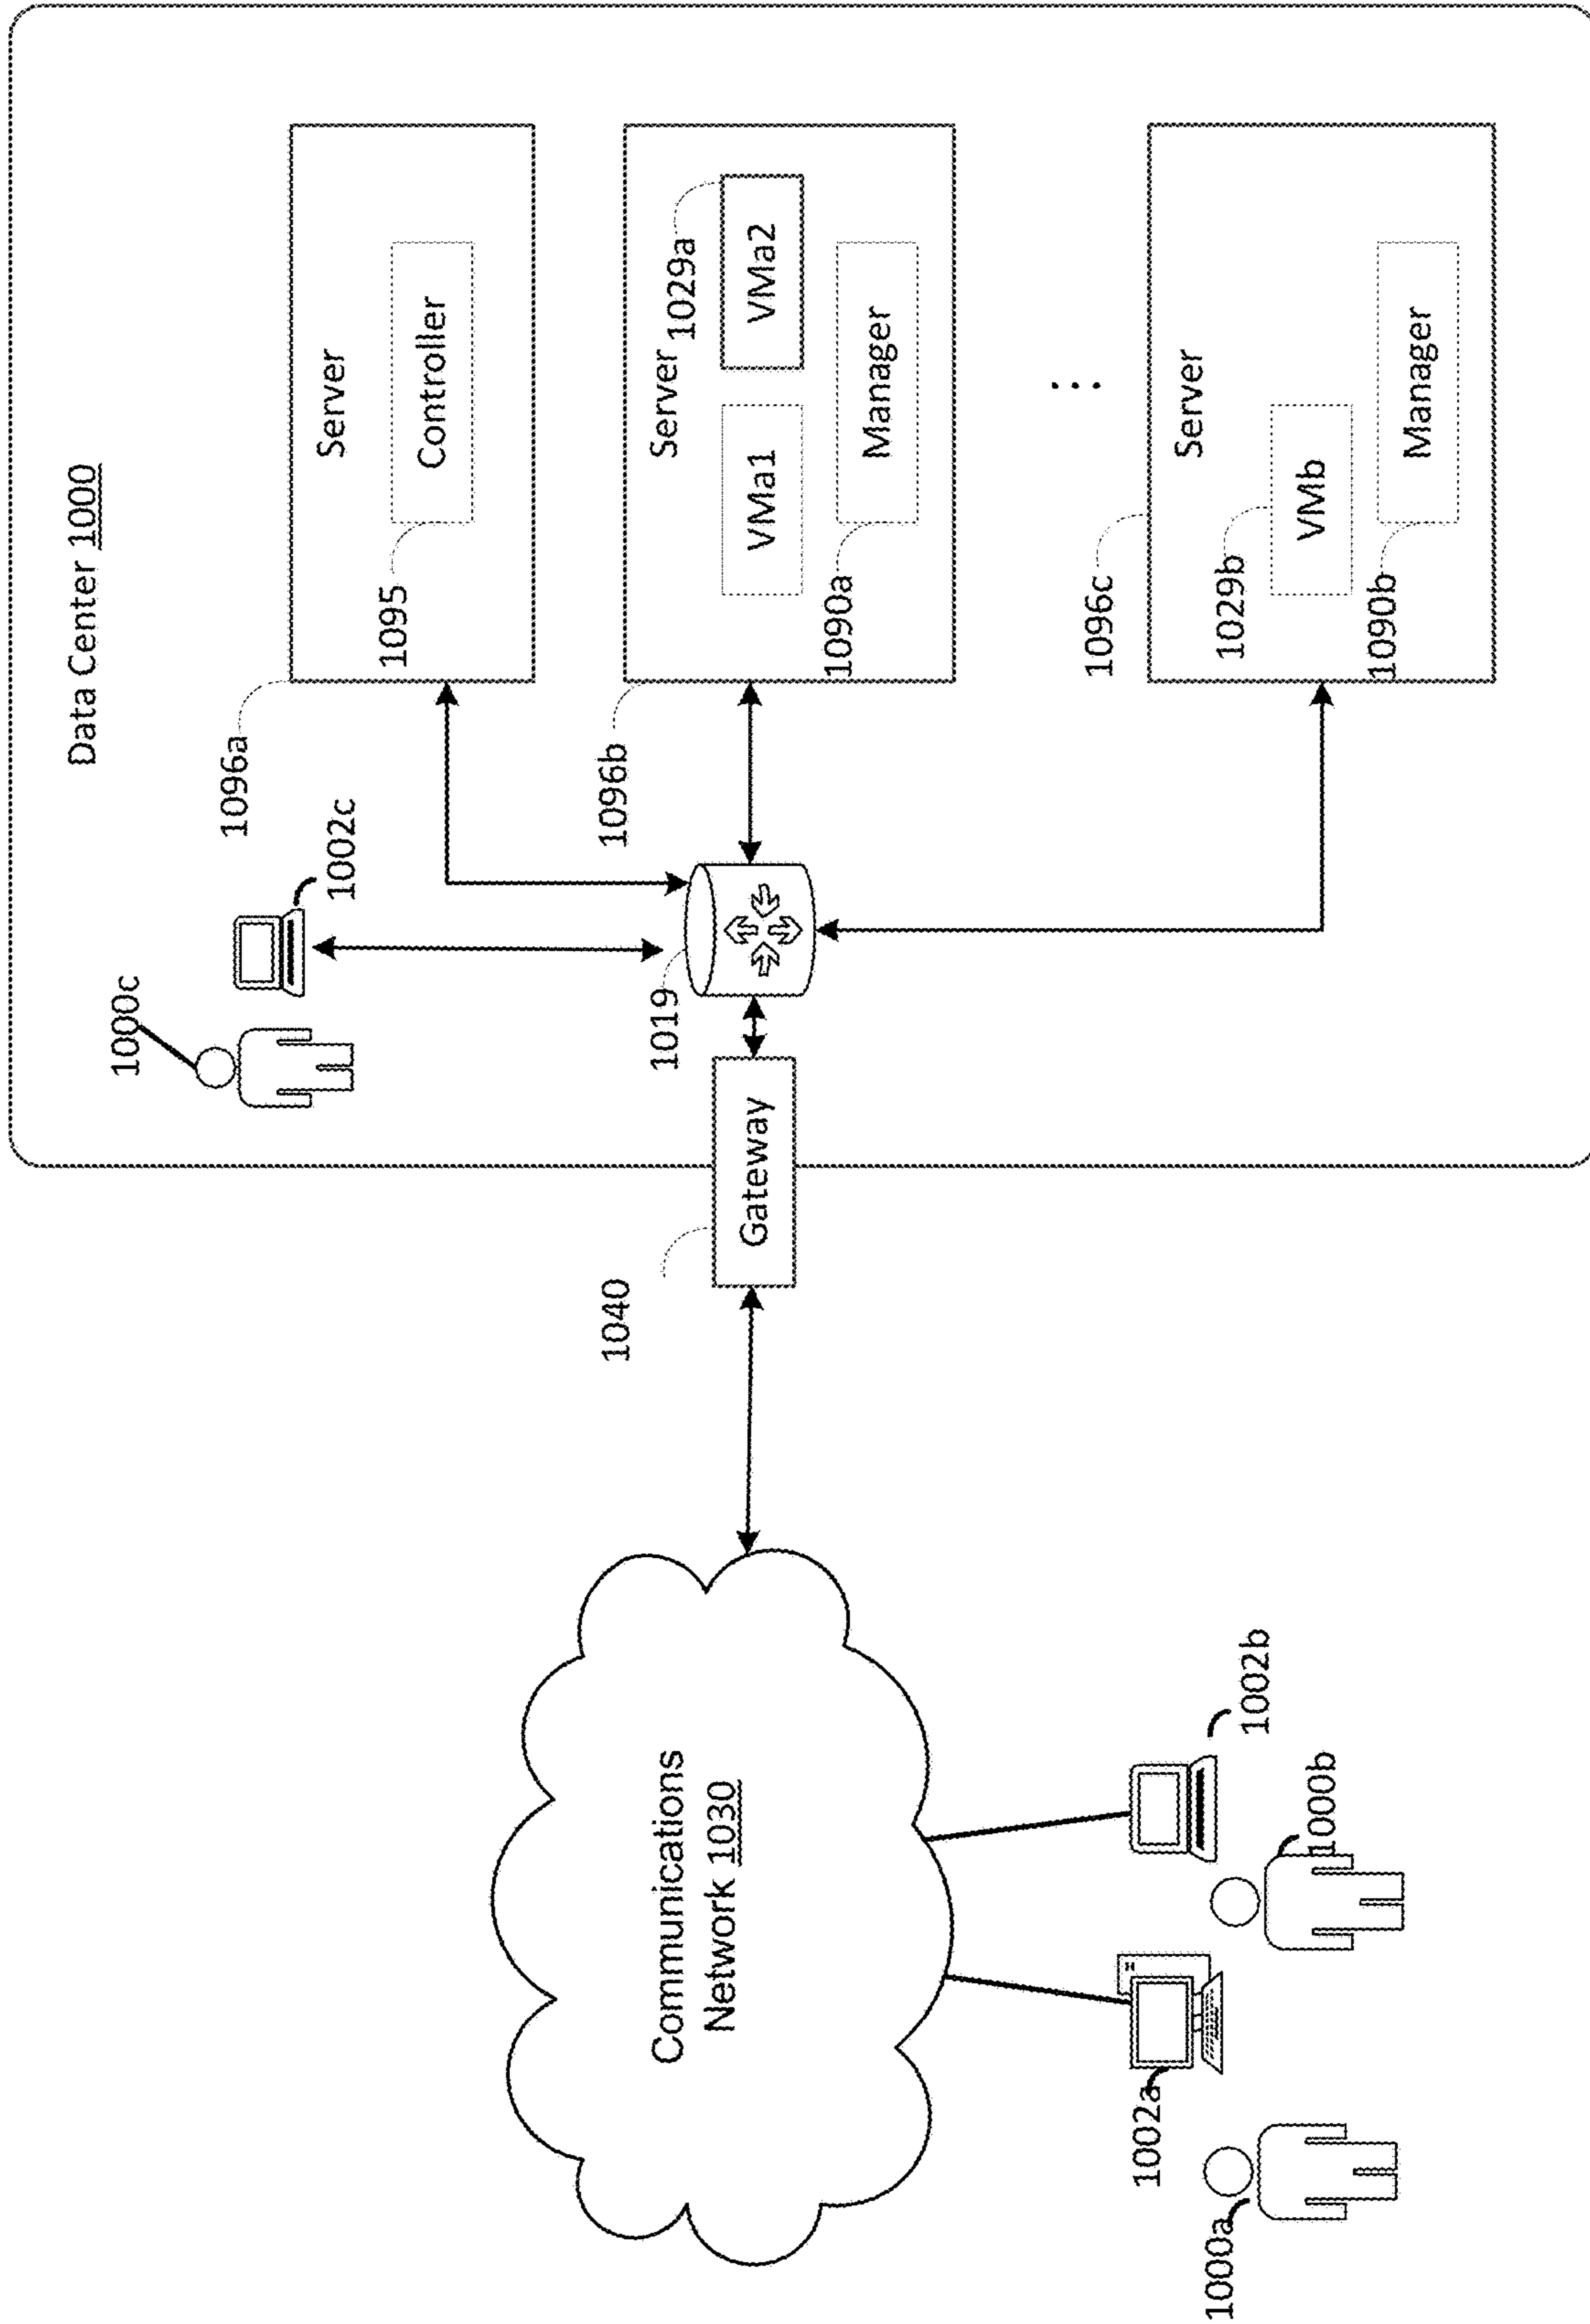 Data Center 1000
1000c
1002c
1096a
Server
Controller
1095
1019
1096b
Server
1029a
VMa1
VMa2
Manager
1090a
...
1096c
Server
1029b
VMb
Manager
1090b
1040
Gateway
Communications
Network 1030
1002a
1002b
1000a
1000b